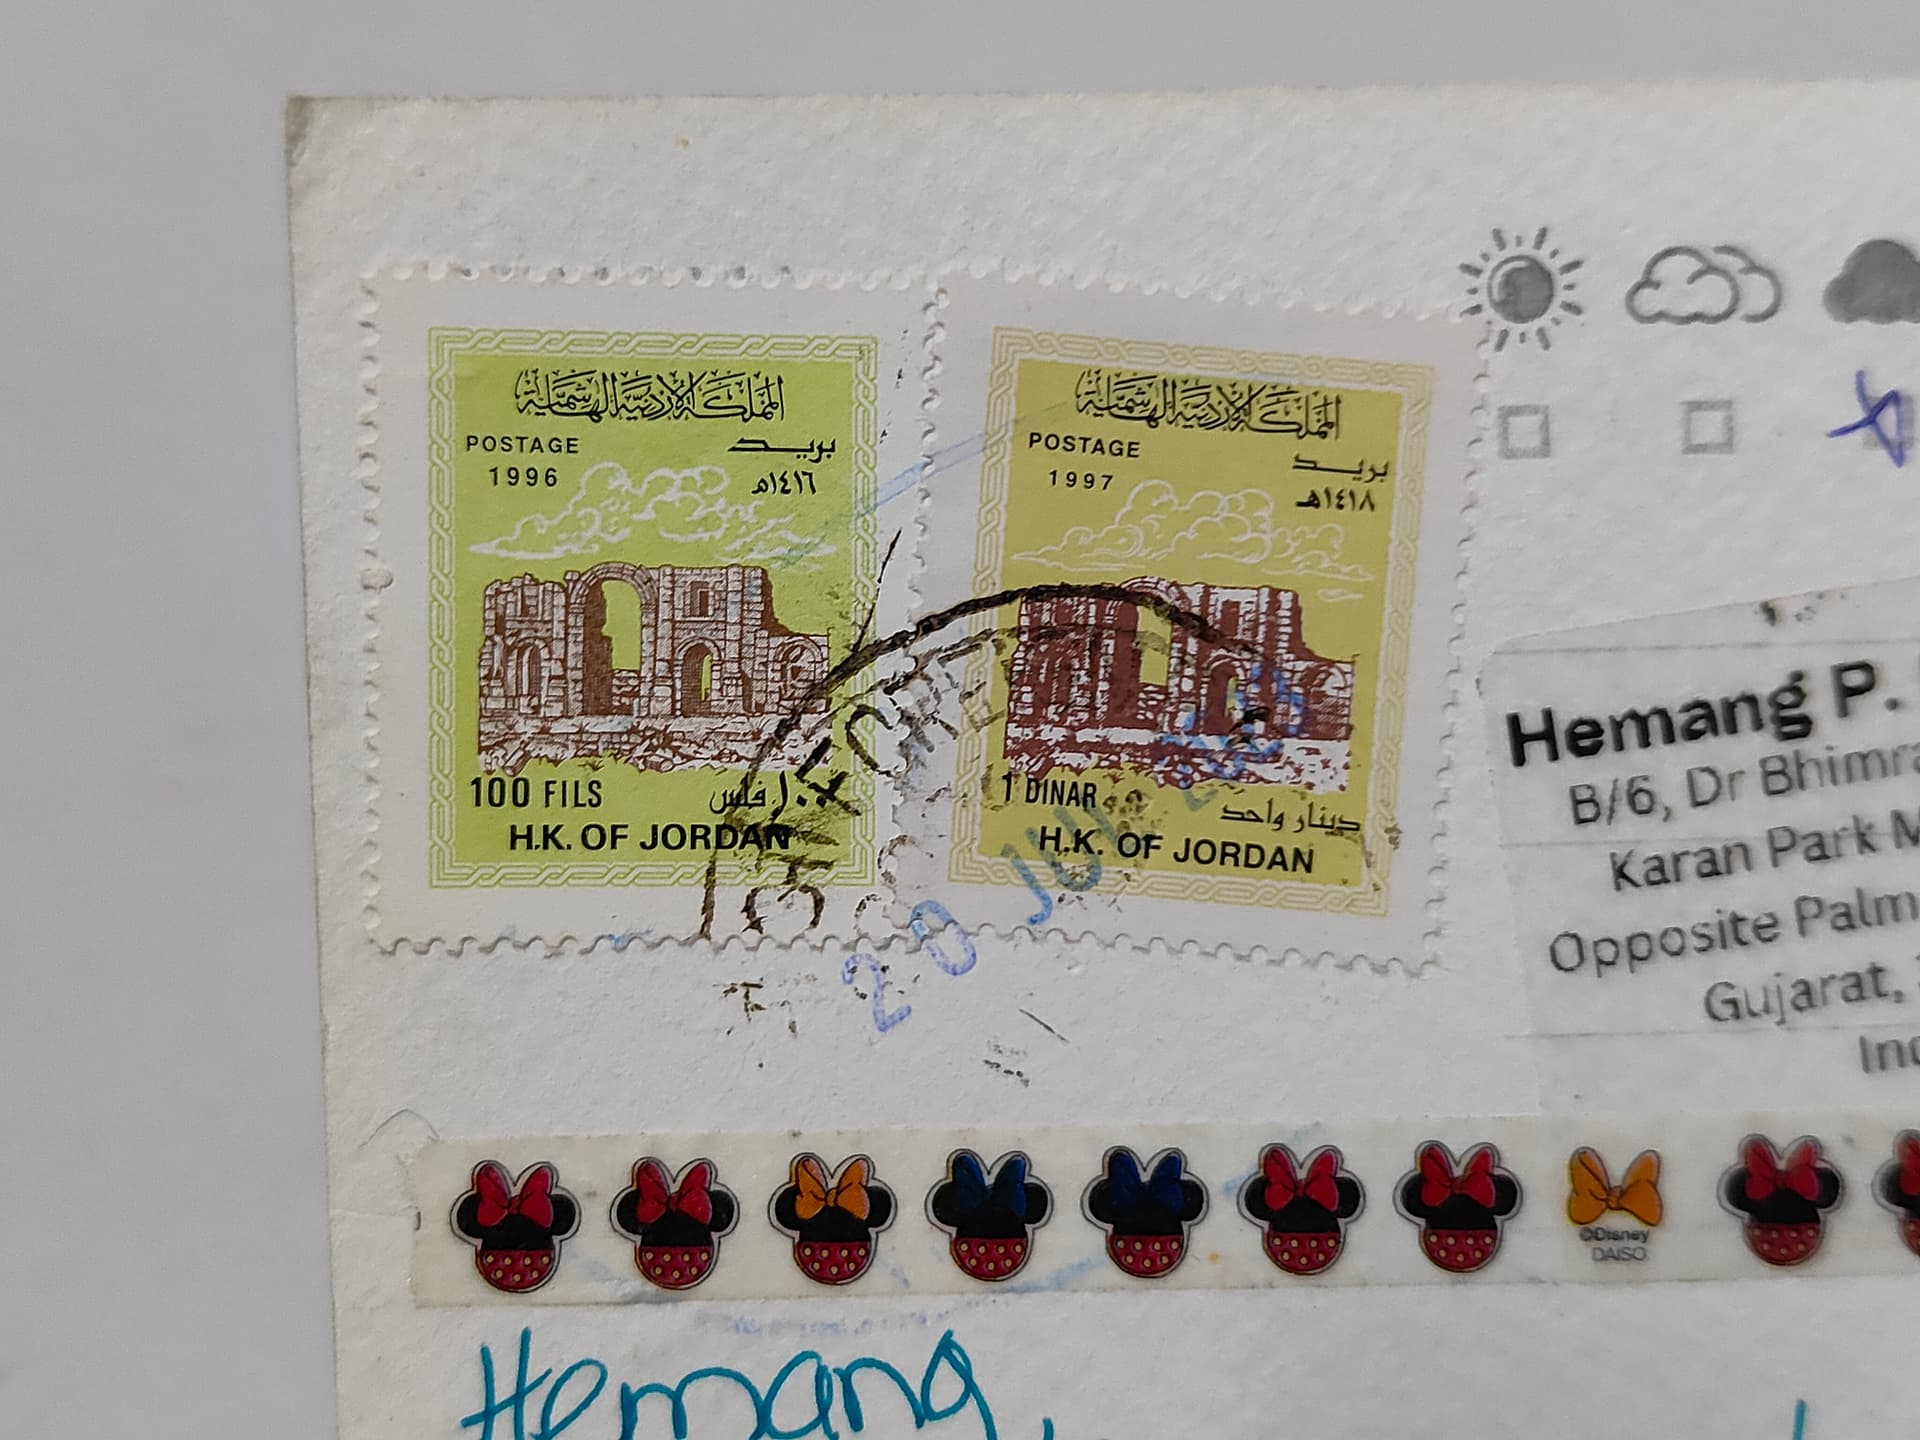 المملكة الأردنية الهاشمية
POSTAGE بريد
1996 ١٤١٦هـ
100 FILS ١٠٠ فلس
H.K. OF JORDAN
المملكة الأردنية الهاشمية
POSTAGE بريد
1997 ١٤١٨هـ
1 DINAR دينار واحد
H.K. OF JORDAN
20 JUL
Hemang P.
B/6, Dr Bhimra
Karan Park M
Opposite Palm
Gujarat,
Ind
©Disney
DAISO
Hemang,